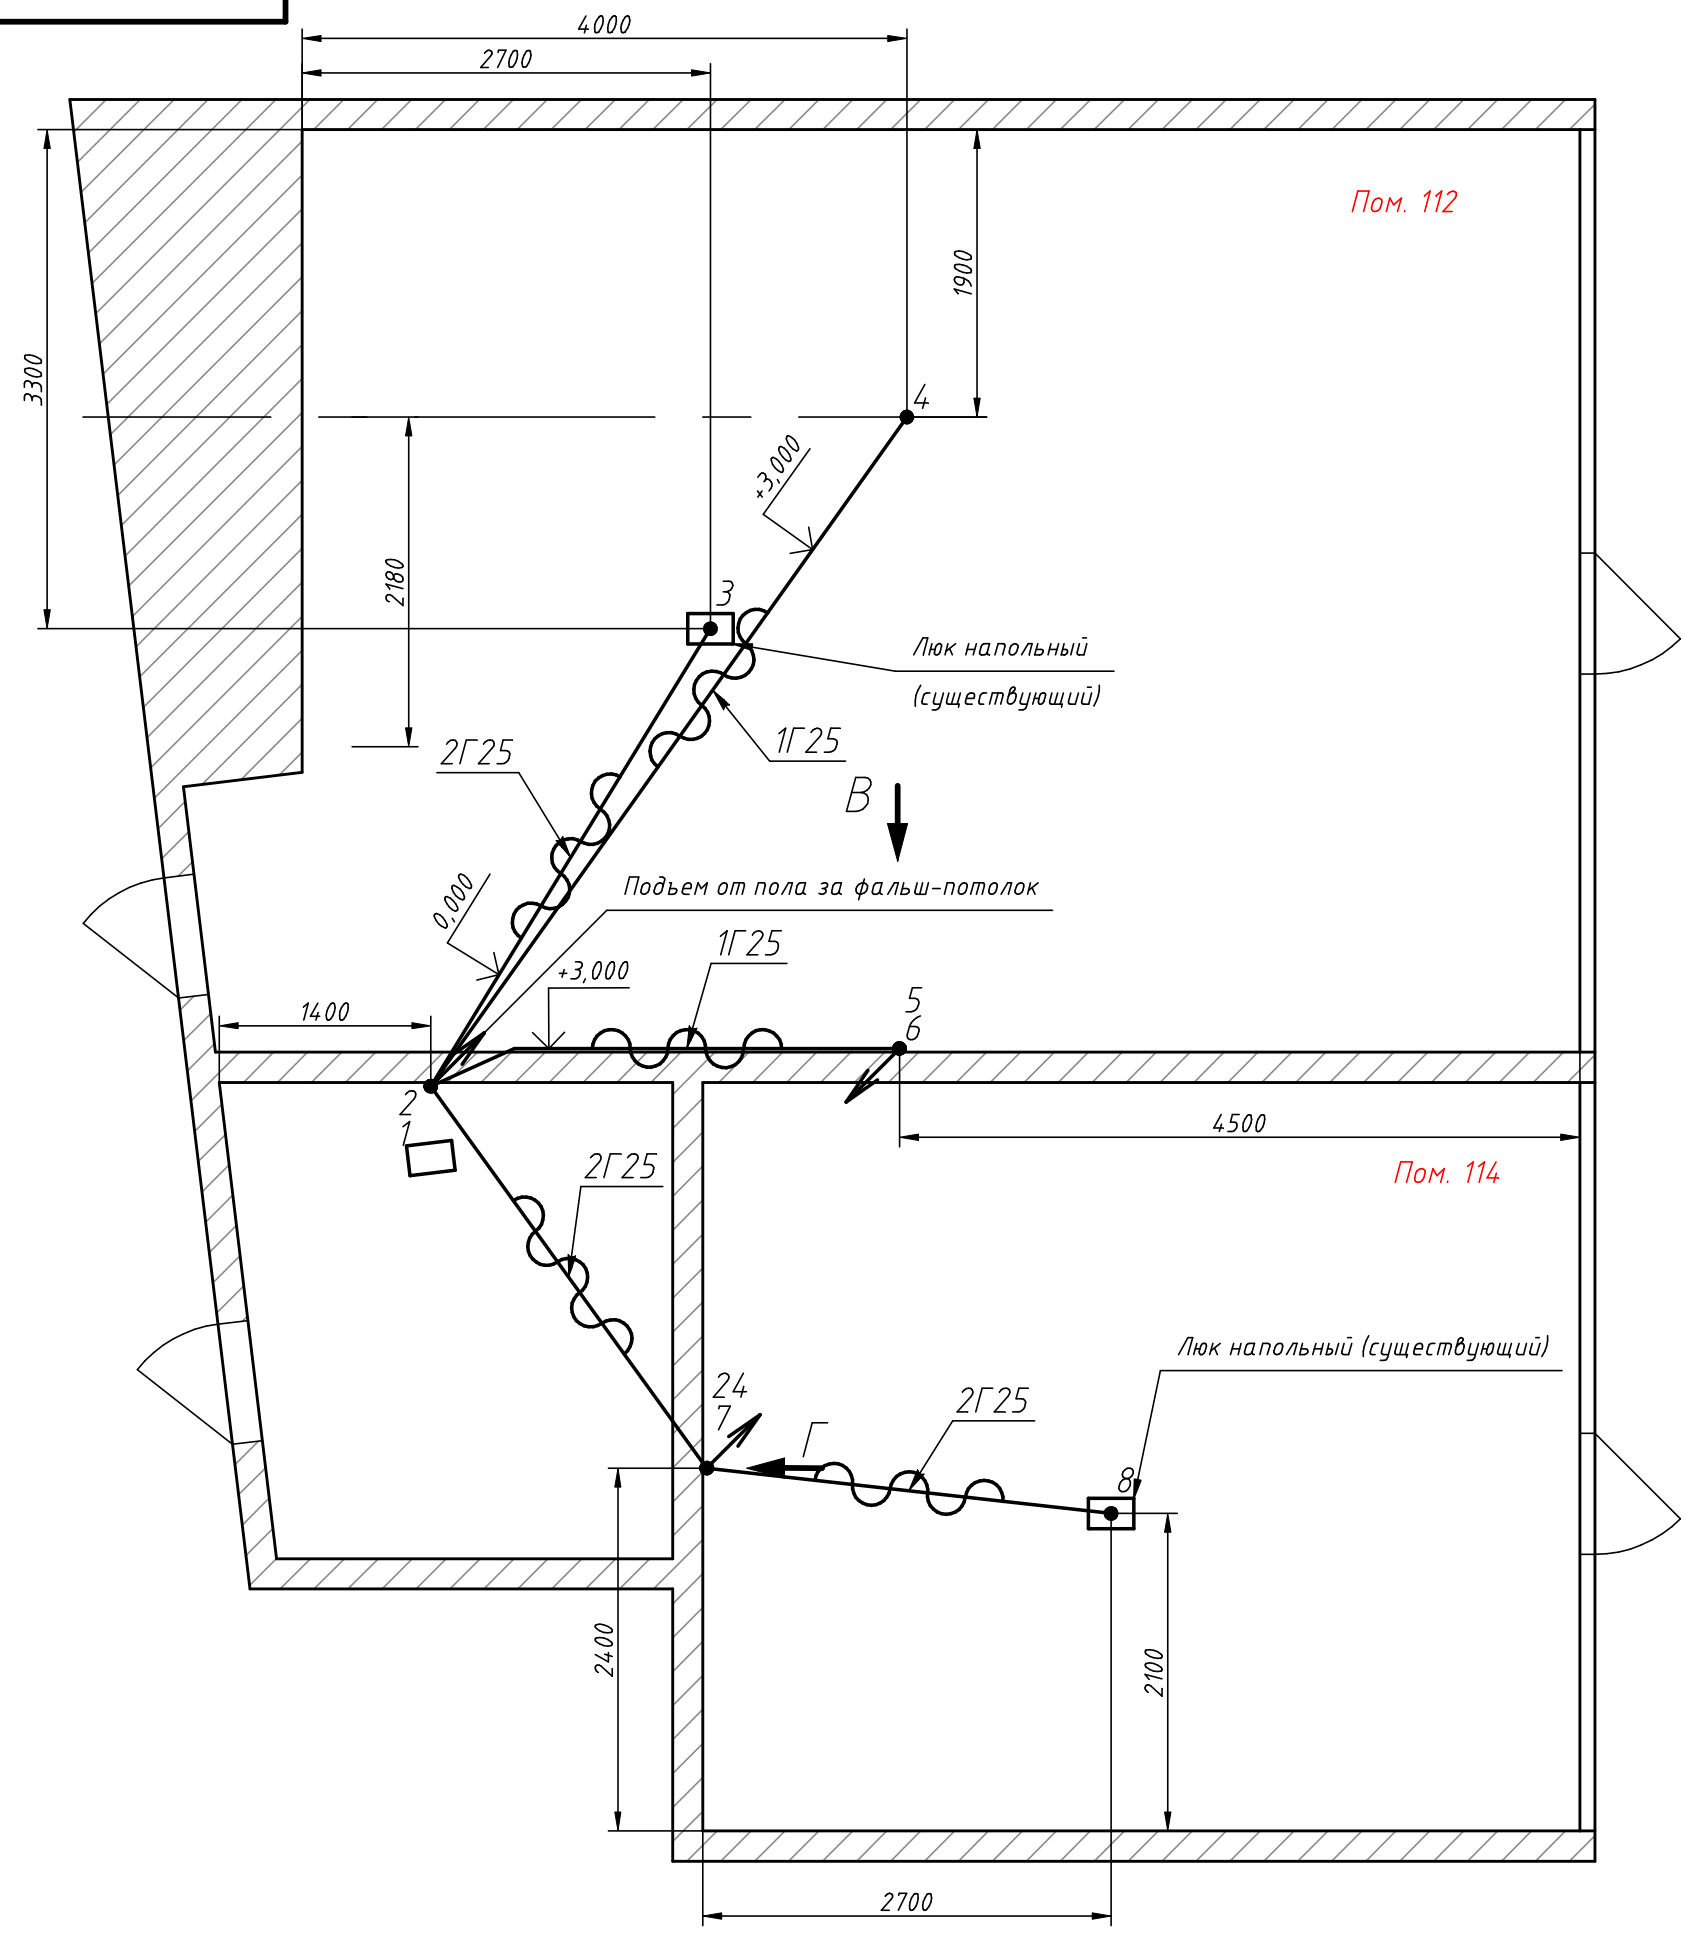 4000
2700
Пом. 112
1900
3300
4
+3,000
2180
3
Люк напольный
(существующий)
1Г25
2Г25
В
0,000
Подъем от пола за фальш-потолок
1Г25
+3,000
5
6
1400
2
1
4500
2Г25
Пом. 114
Люк напольный (существующий)
24
7
Г
2Г25
8
2400
2100
2700